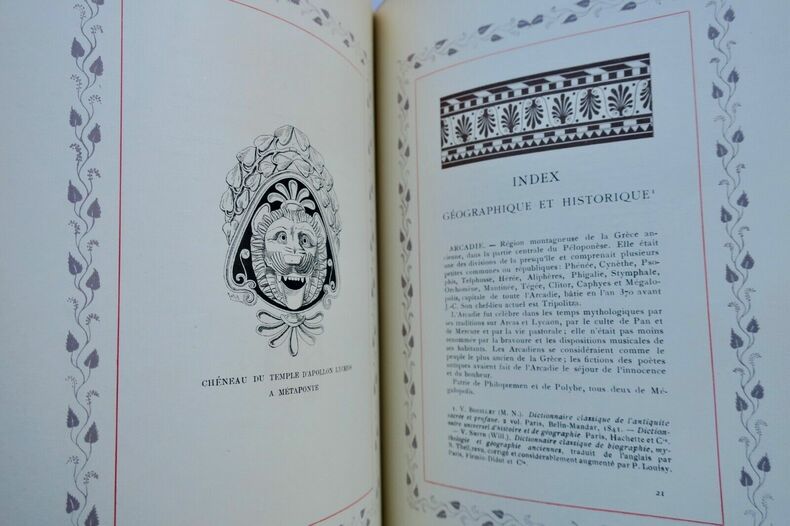 CHÉNEAU DU TEMPLE D'APOLLON LYCIEN
A MÉTAPONTE
INDEX
GÉOGRAPHIQUE ET HISTORIQUE¹
ARCADIE. — Région montagneuse de la Grèce an-
cienne, dans la partie centrale du Péloponèse. Elle était
une des divisions de la presqu'île et comprenait plusieurs
petites communes ou républiques : Phénée, Cynèthe, Pso-
phis, Telphusse, Hérée, Aliphères, Phigalie, Stymphale,
Orchomène, Mantinée, Tégée, Clitor, Caphyes et Mégalo-
polis, capitale de toute l'Arcadie, bâtie en l'an 370 avant
J.-C. Son chef-lieu actuel est Tripolitza.
L'Arcadie fut célèbre dans les temps mythologiques par
ses traditions sur Arcas et Lycaon, par le culte de Pan et
de Mercure et par la vie pastorale; elle n'était pas moins
renommée par la bravoure et les dispositions musicales de
ses habitants. Les Arcadiens se considéraient comme le
peuple le plus ancien de la Grèce; les fictions des poètes
antiques avaient fait de l'Arcadie le séjour de l'innocence
et du bonheur.
Patrie de Philopœmen et de Polybe, tous deux de Mé-
galopolis.
1. V. Bouillet (M. N.). Dictionnaire classique de l'antiquité
sacrée et profane. 2 vol. Paris, Belin-Mandar, 1841. — Diction-
naire universel d'histoire et de géographie. Paris, Hachette et Cie.
— V. Smith (Will.). Dictionnaire classique de biographie, my-
thologie et géographie anciennes, traduit de l'anglais par
N. Theil, revu, corrigé et considérablement augmenté par P. Louisy.
Paris, Firmin-Didot et Cie.
21